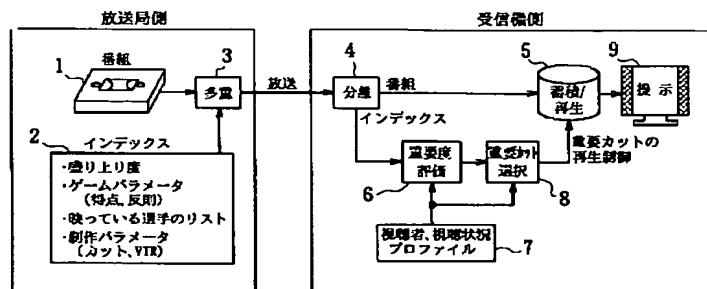 放送局側
受信機側
1
番組
3
多重
放送
4
分離
番組
5
蓄積/
再生
9
提示
インデックス
2
インデックス
・盛り上り度
・ゲームパラメータ
(得点、反則)
・映っている選手のリスト
・制作パラメータ
(カット、VTR)
重要度
評価
6
重要カット
選択
8
重要カットの
再生制御
視聴者、視聴状況
プロファイル
7